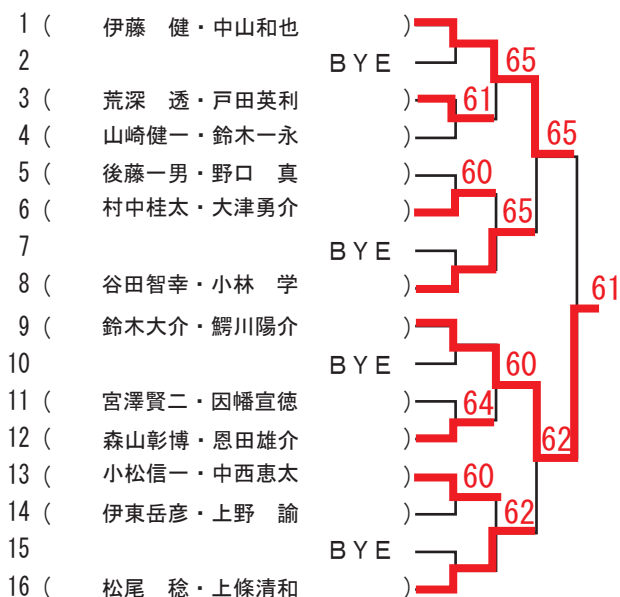 1 ( 伊藤 健・中山和也 )
2 BYE 65
3 ( 荒深 透・戸田英利 ) 61
4 ( 山崎健一・鈴木一永 ) 65
5 ( 後藤一男・野口 真 ) 60
6 ( 村中桂太・大津勇介 ) 65
7 BYE
8 ( 谷田智幸・小林 学 ) 61
9 ( 鈴木大介・鰐川陽介 )
10 BYE 60
11 ( 宮澤賢二・因幡宣徳 ) 64
12 ( 森山彰博・恩田雄介 ) 62
13 ( 小松信一・中西恵太 ) 60
14 ( 伊東岳彦・上野 諭 ) 62
15 BYE
16 ( 松尾 稔・上條清和 )